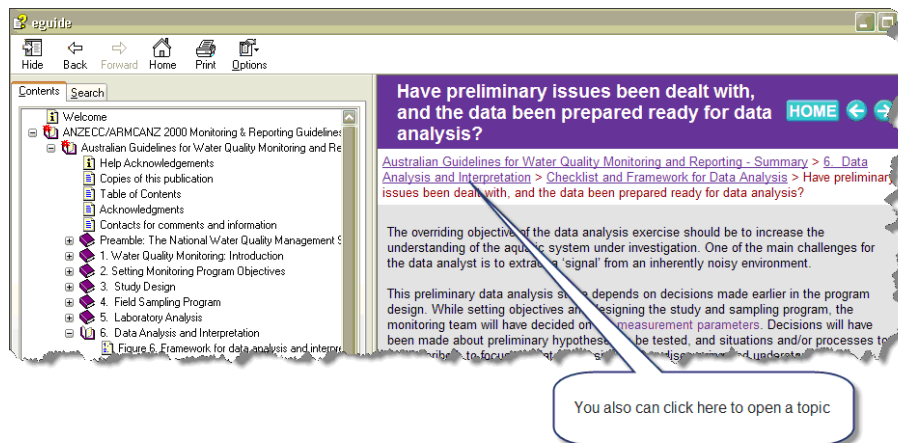 eguide
Hide Back Forward Home Print Options
Contents Search
Welcome
ANZECC/ARMCANZ 2000 Monitoring & Reporting Guidelines
Australian Guidelines for Water Quality Monitoring and Re
Help Acknowledgements
Copies of this publication
Table of Contents
Acknowledgments
Contacts for comments and information
Preamble: The National Water Quality Management S
1. Water Quality Monitoring: Introduction
2. Setting Monitoring Program Objectives
3. Study Design
4. Field Sampling Program
5. Laboratory Analysis
6. Data Analysis and Interpretation
Figure 6. Framework for data analysis and interpre
Have preliminary issues been dealt with,
and the data been prepared ready for data
analysis?
HOME
Australian Guidelines for Water Quality Monitoring and Reporting - Summary > 6. Data
Analysis and Interpretation > Checklist and Framework for Data Analysis > Have preliminary
issues been dealt with, and the data been prepared ready for data analysis?
The overriding objective of the data analysis exercise should be to increase the
understanding of the aquatic system under investigation. One of the main challenges for
the data analyst is to extract a 'signal' from an inherently noisy environment.
This preliminary data analysis depends on decisions made earlier in the program
design. While setting objectives and designing the study and sampling program, the
monitoring team will have decided on measurement parameters. Decisions will have
been made about preliminary be tested, and situations and/or processes to
You also can click here to open a topic